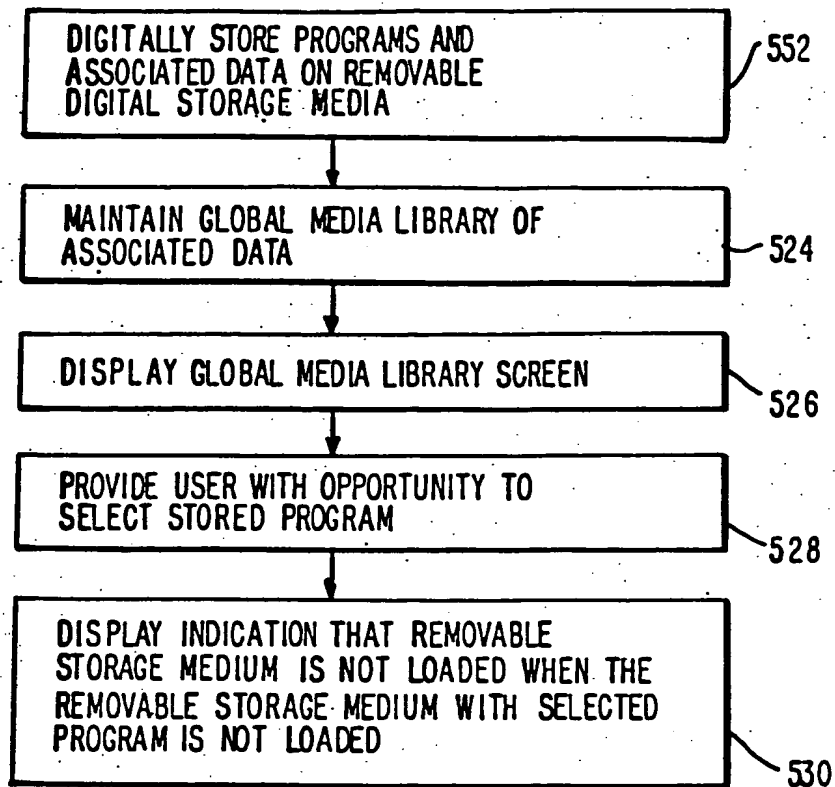 DIGITALLY STORE PROGRAMS AND
ASSOCIATED DATA ON REMOVABLE
DIGITAL STORAGE MEDIA
552
MAINTAIN GLOBAL MEDIA LIBRARY OF
ASSOCIATED DATA
524
DISPLAY GLOBAL MEDIA LIBRARY SCREEN
526
PROVIDE USER WITH OPPORTUNITY TO
SELECT STORED PROGRAM
528
DISPLAY INDICATION THAT REMOVABLE
STORAGE MEDIUM IS NOT LOADED WHEN THE
REMOVABLE STORAGE MEDIUM WITH SELECTED
PROGRAM IS NOT LOADED
530